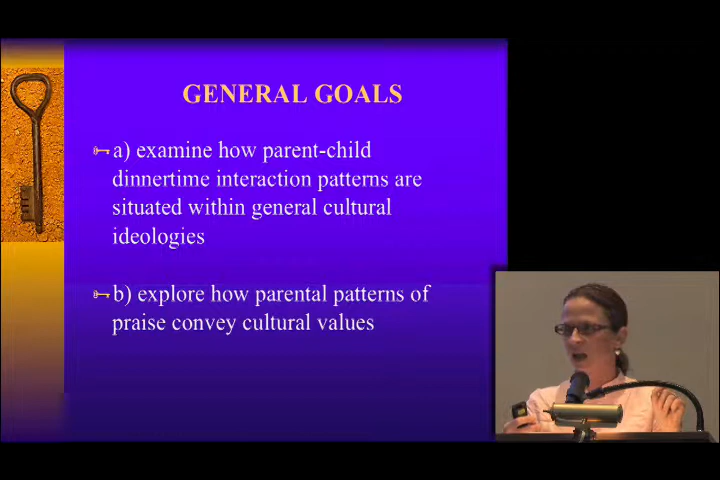 GENERAL GOALS
a) examine how parent-child
dinnertime interaction patterns are
situated within general cultural
ideologies
b) explore how parental patterns of
praise convey cultural values